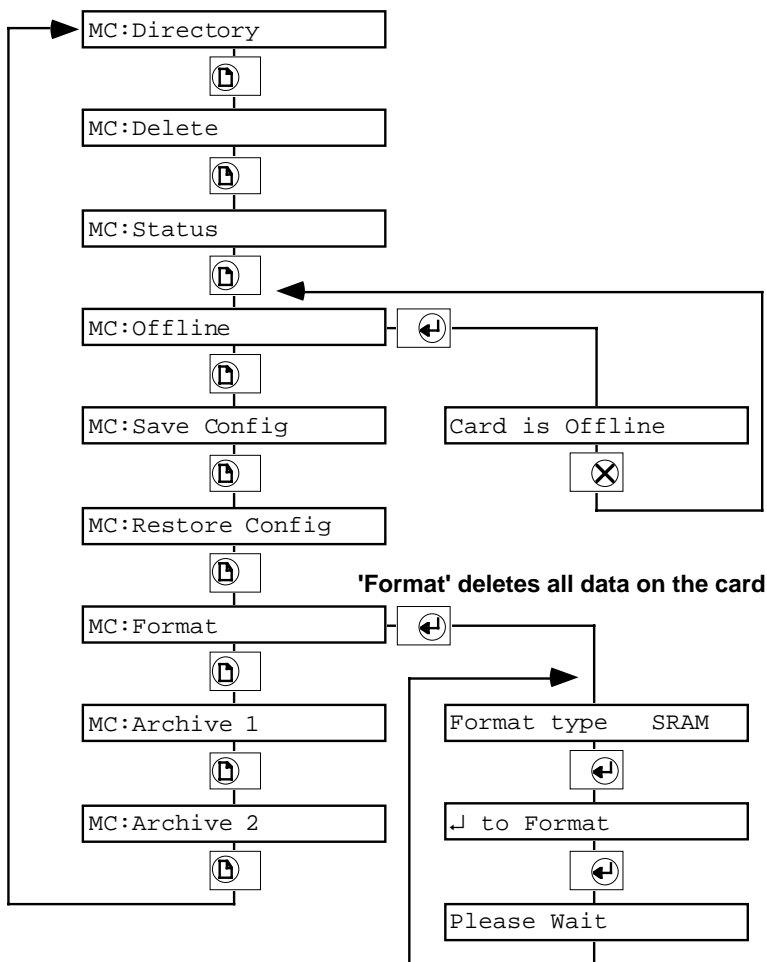 MC:Directory
MC:Delete
MC:Status
MC:Offline
MC:Save Config
Card is Offline
MC:Restore Config
'Format' deletes all data on the card
MC:Format
MC:Archive 1
Format type SRAM
MC:Archive 2
↵ to Format
Please Wait